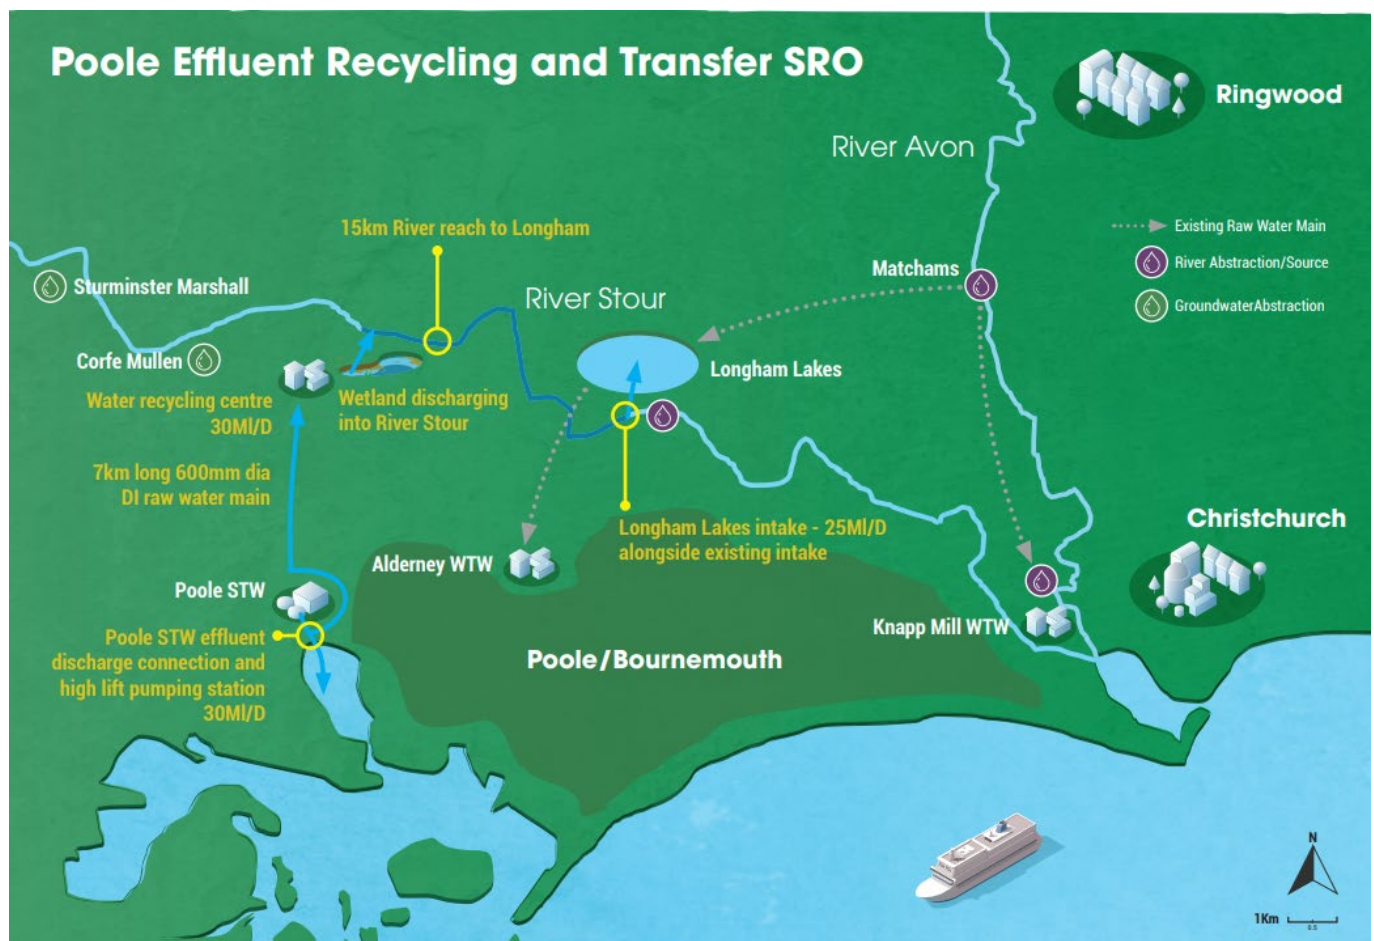 Poole Effluent Recycling and Transfer SRO
Ringwood
River Avon
15km River reach to Longham
Existing Raw Water Main
River Abstraction/Source
GroundwaterAbstraction
Matchams
Sturminster Marshall
River Stour
Corfe Mullen
Longham Lakes
Water recycling centre
30Ml/D
Wetland discharging
into River Stour
7km long 600mm dia
DI raw water main
Longham Lakes intake - 25Ml/D
alongside existing intake
Christchurch
Alderney WTW
Poole STW
Knapp Mill WTW
Poole STW effluent
discharge connection and
high lift pumping station
30Ml/D
Poole/Bournemouth
N
1Km
0.5